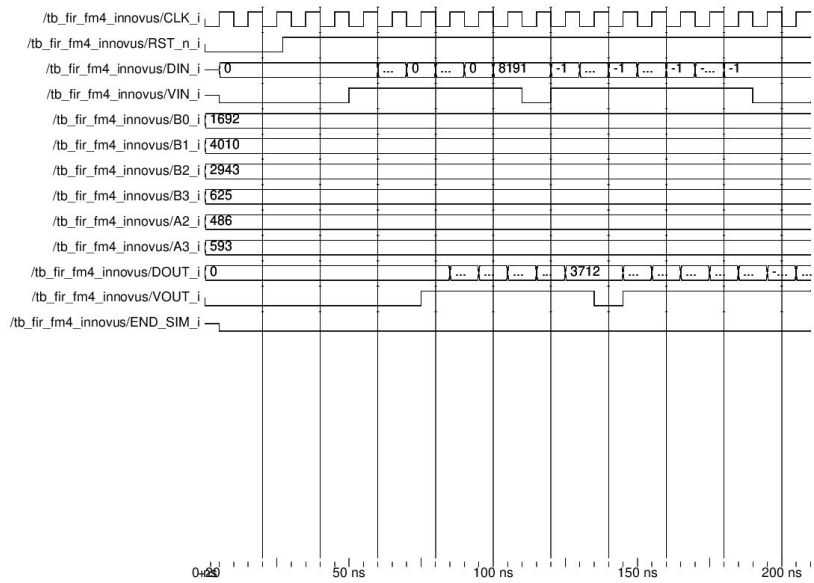 /tb_fir_fm4_innovus/CLK_i
/tb_fir_fm4_innovus/RST_n_i
/tb_fir_fm4_innovus/DIN_i 0 ... 0 ... 0 8191 -1 ... -1 ... -1 -... -1
/tb_fir_fm4_innovus/VIN_i
/tb_fir_fm4_innovus/B0_i 1692
/tb_fir_fm4_innovus/B1_i 4010
/tb_fir_fm4_innovus/B2_i 2943
/tb_fir_fm4_innovus/B3_i 625
/tb_fir_fm4_innovus/A2_i 486
/tb_fir_fm4_innovus/A3_i 593
/tb_fir_fm4_innovus/DOUT_i 0 ... ... ... ... 3712 ... ... ... ... ... -... ...
/tb_fir_fm4_innovus/VOUT_i
/tb_fir_fm4_innovus/END_SIM_i
50 ns 100 ns 150 ns 200 ns